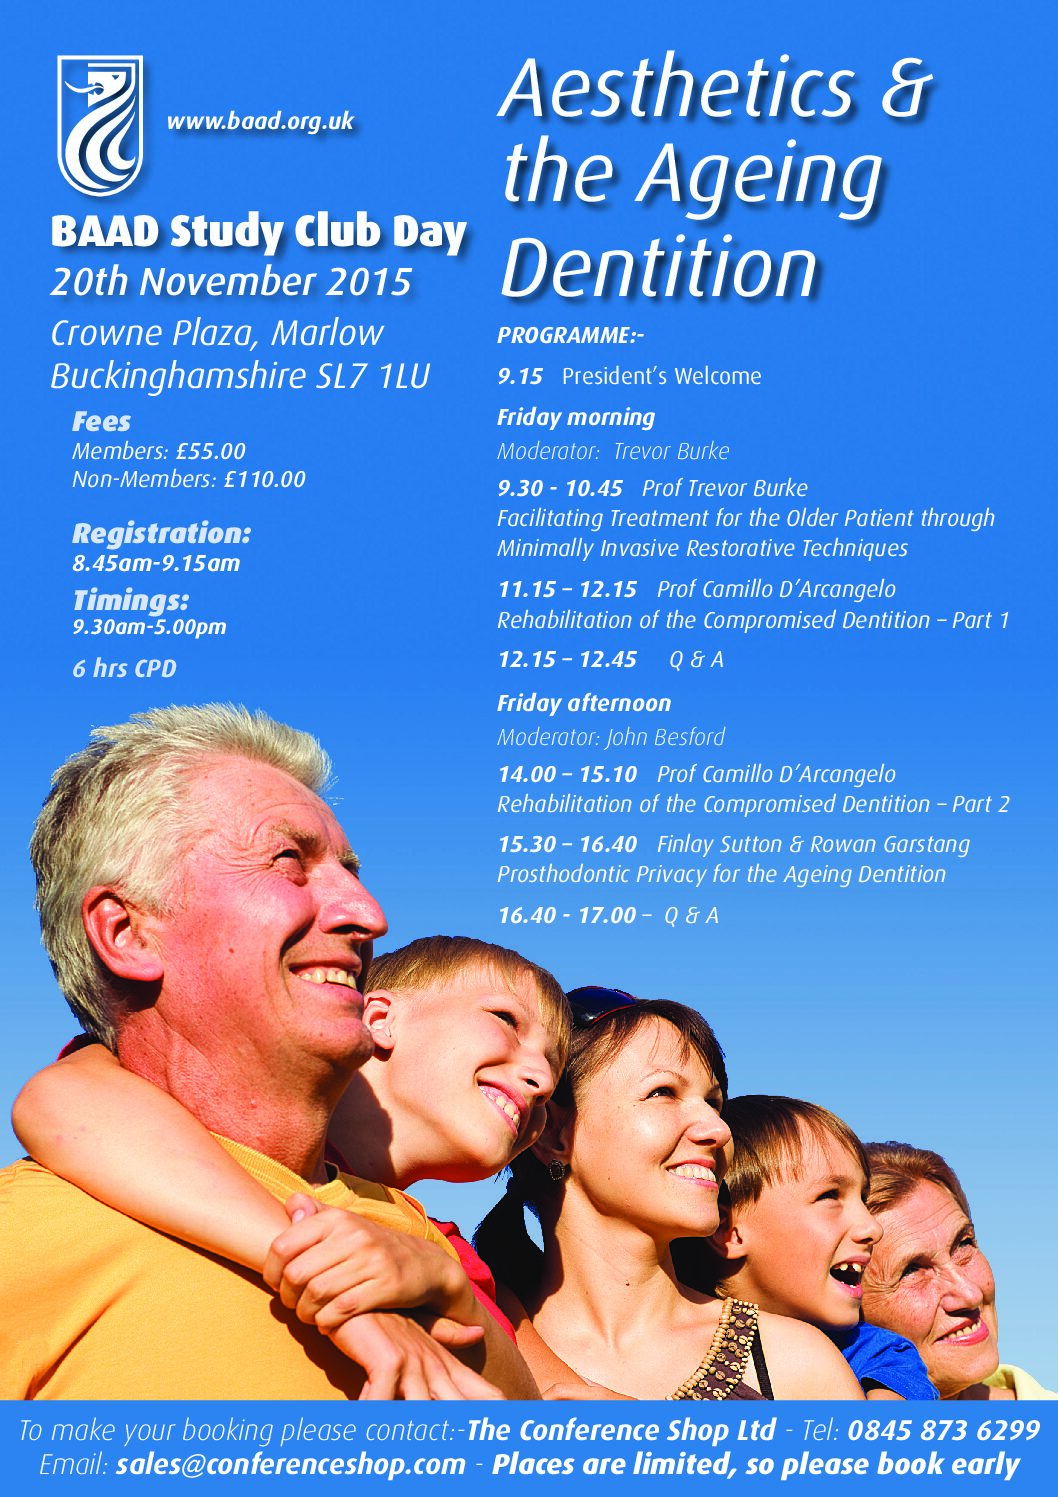 www.baad.org.uk
BAAD Study Club Day
20th November 2015
Crowne Plaza, Marlow
Buckinghamshire SL7 1LU
Fees
Members: £55.00
Non-Members: £110.00
Registration:
8.45am-9.15am
Timings:
9.30am-5.00pm
6 hrs CPD
Aesthetics &
the Ageing
Dentition
PROGRAMME:-
9.15 President’s Welcome
Friday morning
Moderator: Trevor Burke
9.30 - 10.45 Prof Trevor Burke
Facilitating Treatment for the Older Patient through
Minimally Invasive Restorative Techniques
11.15 – 12.15 Prof Camillo D’Arcangelo
Rehabilitation of the Compromised Dentition – Part 1
12.15 – 12.45 Q & A
Friday afternoon
Moderator: John Besford
14.00 – 15.10 Prof Camillo D’Arcangelo
Rehabilitation of the Compromised Dentition – Part 2
15.30 – 16.40 Finlay Sutton & Rowan Garstang
Prosthodontic Privacy for the Ageing Dentition
16.40 - 17.00 – Q & A
To make your booking please contact:-The Conference Shop Ltd - Tel: 0845 873 6299
Email: sales@conferenceshop.com - Places are limited, so please book early